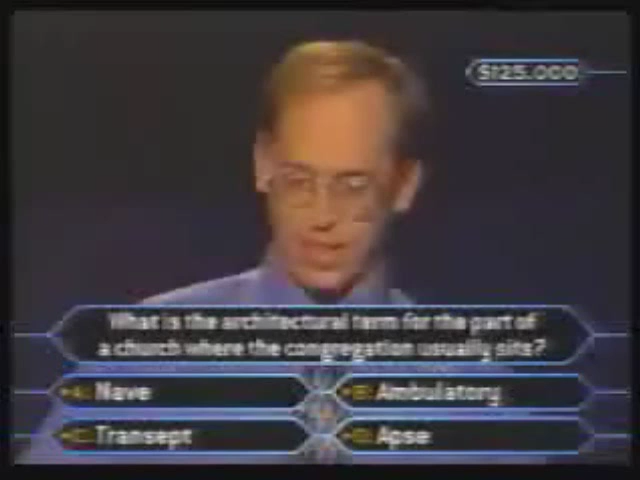 $125,000
What is the architectural term for the part of
a church where the congregation usually sits?
A: Nave
B: Ambulatory
C: Transept
D: Apse